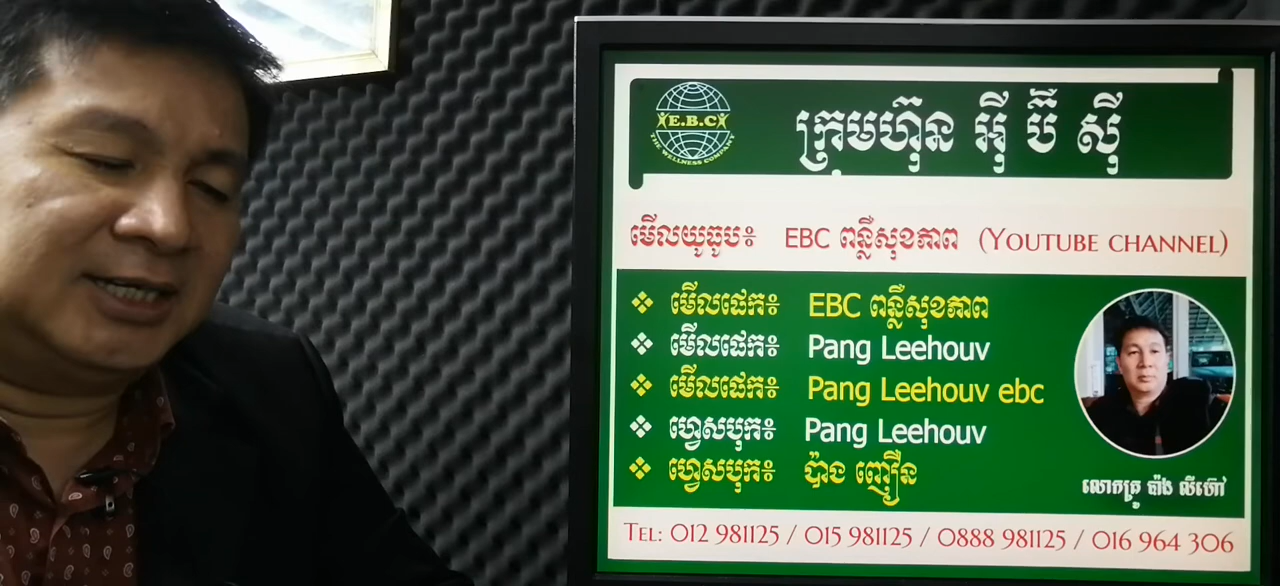 E.B.C
THE WELLNESS COMPANY
ក្រុមហ៊ុន អ៊ី ប៊ី ស៊ី
មើលយូធូប៖ EBC ពន្លឺសុខភាព (YOUTUBE CHANNEL)
❖ មើលផេក៖ EBC ពន្លឺសុខភាព
❖ មើលផេក៖ Pang Leehouv
❖ មើលផេក៖ Pang Leehouv ebc
❖ ហ្វេសបុក៖ Pang Leehouv
❖ ហ្វេសបុក៖ ប៉ាង ញឿន
លោកគ្រូ ប៉ាង លីហ៊ៅ
TEL: 012 981125 / 015 981125 / 0888 981125 / 016 964 306